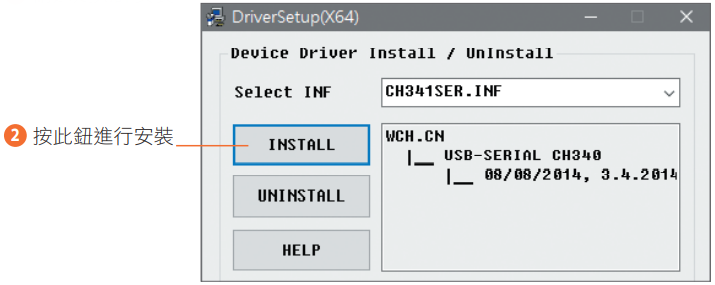 DriverSetup(X64)
Device Driver Install / UnInstall
Select INF
CH341SER.INF
2 按此鈕進行安裝
INSTALL
UNINSTALL
HELP
WCH.CN
|__ USB-SERIAL CH340
|__ 08/08/2014, 3.4.2014